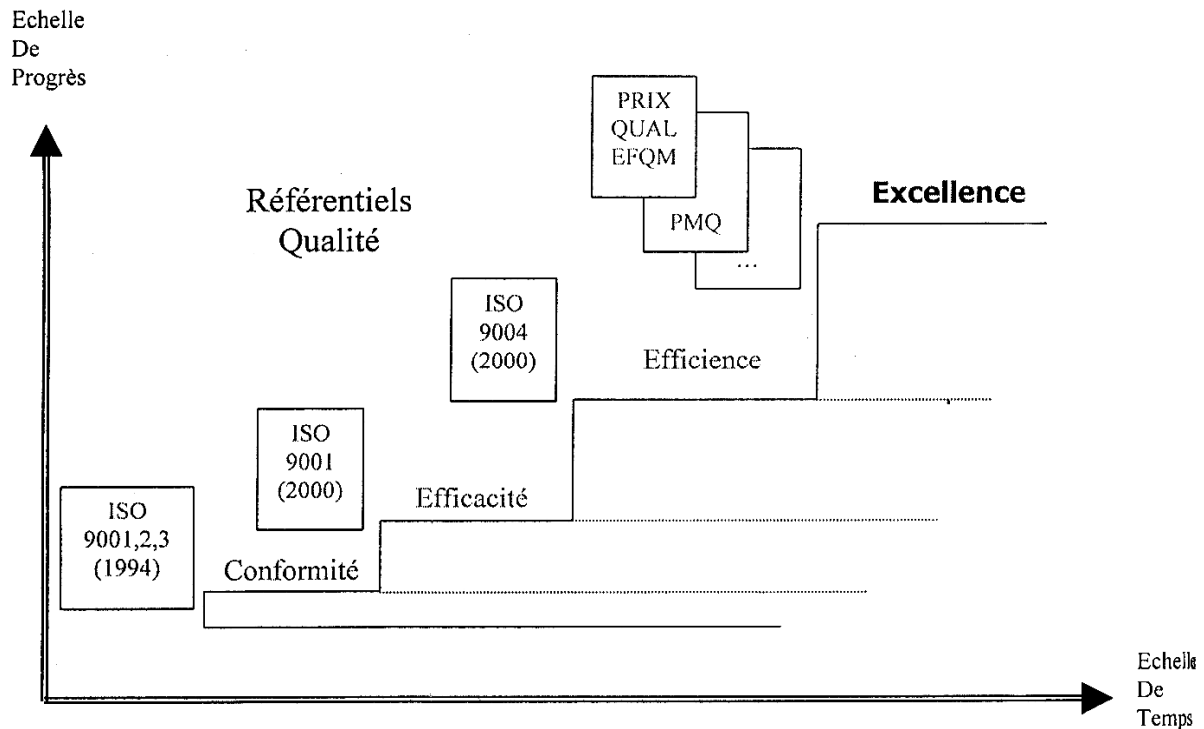 Echelle
De
Progrès
PRIX
QUAL
EFQM
PMQ
...
Excellence
Référentiels
Qualité
ISO
9004
(2000)
Efficience
ISO
9001
(2000)
Efficacité
ISO
9001,2,3
(1994)
Conformité
Echelle
De
Temps